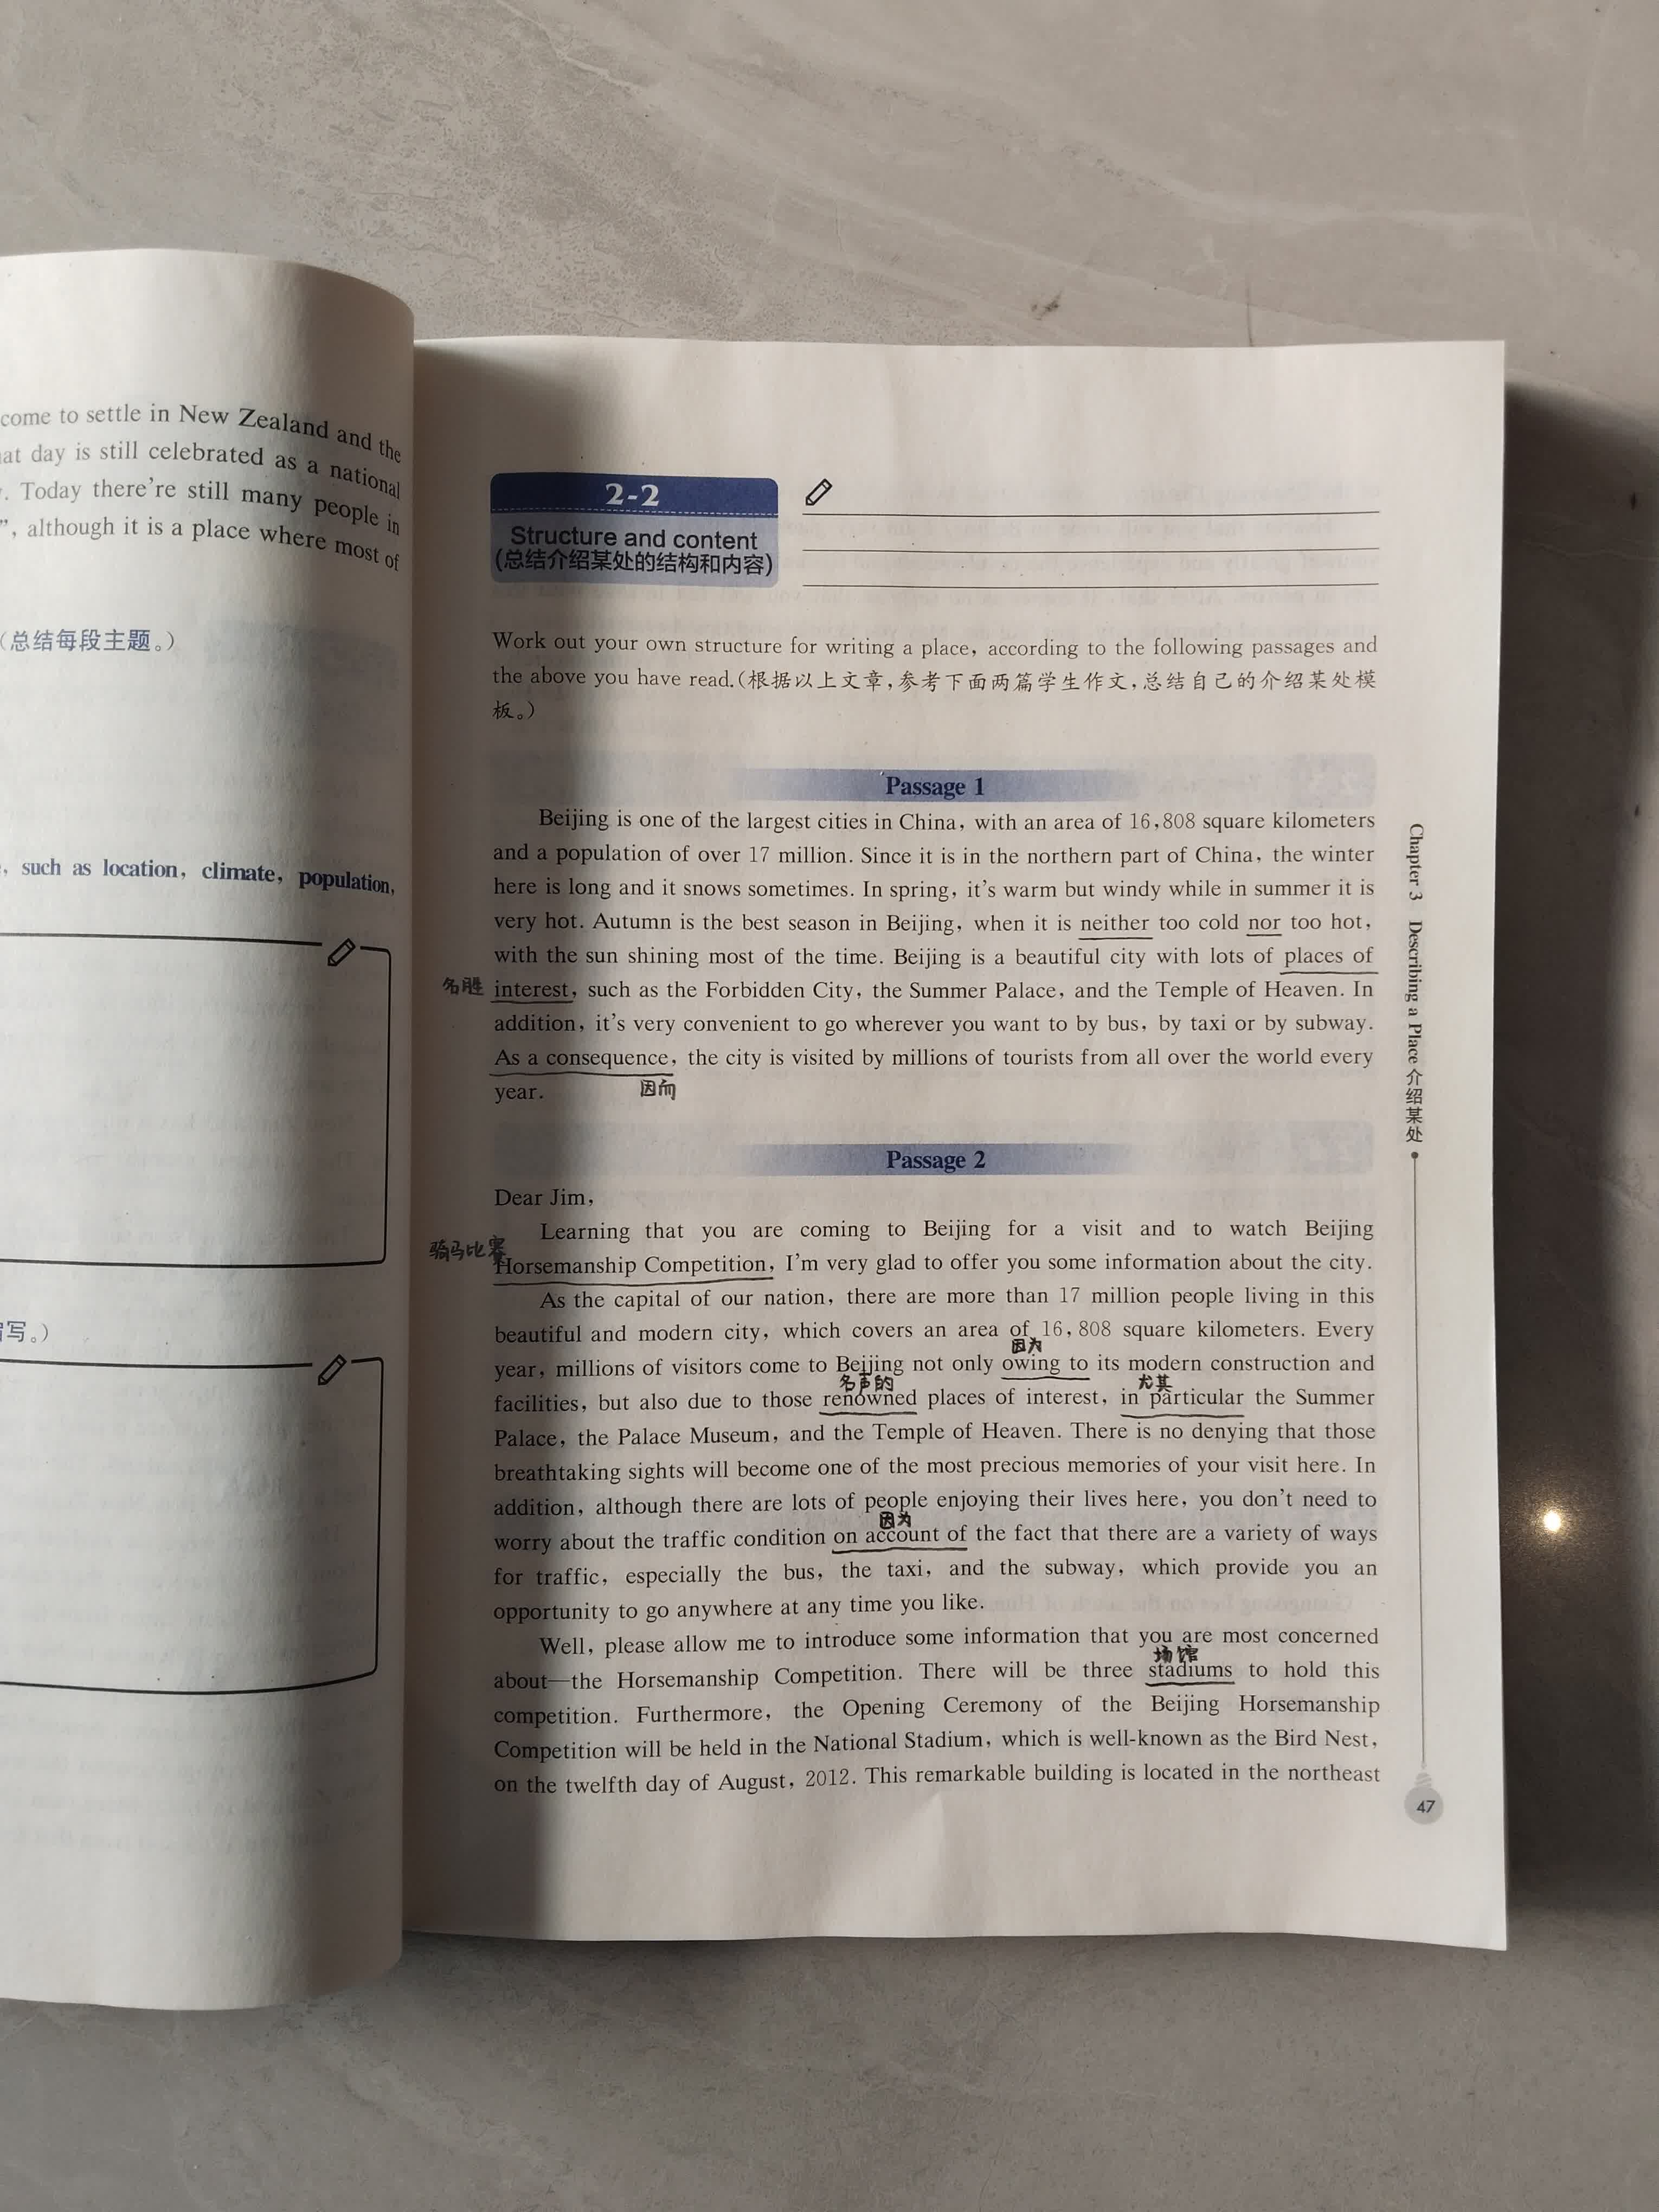 come to settle in New Zealand and the
at day is still celebrated as a national
. Today there're still many people in
", although it is a place where most of
(总结每段主题。)
, such as location, climate, population,
写。)
2-2
Structure and content
(总结介绍某处的结构和内容)
Work out your own structure for writing a place, according to the following passages and
the above you have read.(根据以上文章,参考下面两篇学生作文,总结自己的介绍某处模
板。)
Passage 1
Beijing is one of the largest cities in China, with an area of 16,808 square kilometers
and a population of over 17 million. Since it is in the northern part of China, the winter
here is long and it snows sometimes. In spring, it's warm but windy while in summer it is
very hot. Autumn is the best season in Beijing, when it is neither too cold nor too hot,
with the sun shining most of the time. Beijing is a beautiful city with lots of places of
名胜 interest, such as the Forbidden City, the Summer Palace, and the Temple of Heaven. In
addition, it's very convenient to go wherever you want to by bus, by taxi or by subway.
As a consequence, the city is visited by millions of tourists from all over the world every
year. 因而
Passage 2
Dear Jim,
Learning that you are coming to Beijing for a visit and to watch Beijing
骑马比赛
Horsemanship Competition, I'm very glad to offer you some information about the city.
As the capital of our nation, there are more than 17 million people living in this
beautiful and modern city, which covers an area of 16,808 square kilometers. Every
因为
year, millions of visitors come to Beijing not only owing to its modern construction and
名声的 尤其
facilities, but also due to those renowned places of interest, in particular the Summer
Palace, the Palace Museum, and the Temple of Heaven. There is no denying that those
breathtaking sights will become one of the most precious memories of your visit here. In
addition, although there are lots of people enjoying their lives here, you don't need to
因为
worry about the traffic condition on account of the fact that there are a variety of ways
for traffic, especially the bus, the taxi, and the subway, which provide you an
opportunity to go anywhere at any time you like.
Well, please allow me to introduce some information that you are most concerned
场馆
about—the Horsemanship Competition. There will be three stadiums to hold this
competition. Furthermore, the Opening Ceremony of the Beijing Horsemanship
Competition will be held in the National Stadium, which is well-known as the Bird Nest,
on the twelfth day of August, 2012. This remarkable building is located in the northeast
Chapter 3 Describing a Place 介绍某处
47